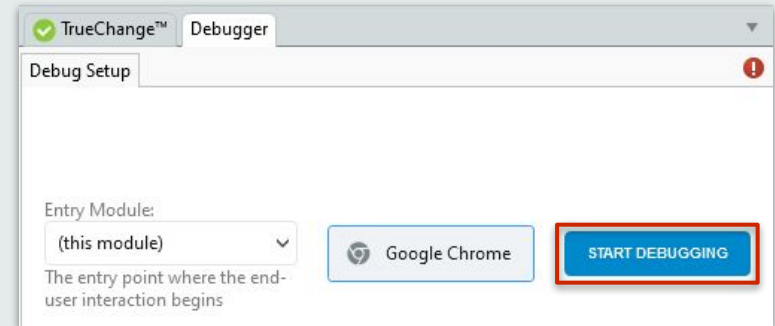 TrueChange™ Debugger
Debug Setup
Entry Module:
(this module)
Google Chrome
START DEBUGGING
The entry point where the end-
user interaction begins